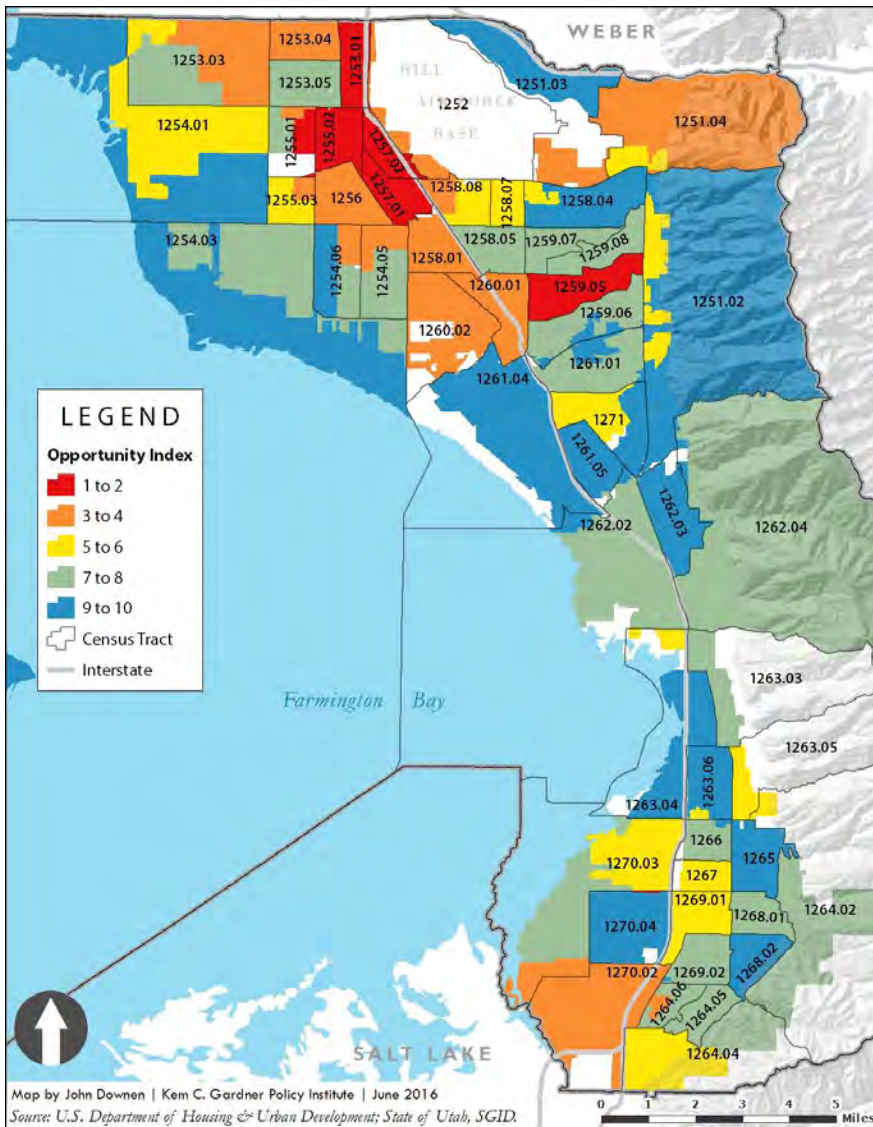 WEBER
1253.04
1253.01
1253.03
1253.05
HILL
AIR FORCE
BASE
1252
1251.03
1251.04
1254.01
1255.01
1255.02
1257.02
1257.01
1255.03
1256
1258.08
1258.07
1258.04
1254.03
1254.06
1254.05
1258.01
1258.05
1259.07
1259.08
1251.02
1260.01
1259.05
1259.06
1260.02
1261.01
1261.04
1271
1261.05
1262.03
1262.02
1262.04
LEGEND
Opportunity Index
1 to 2
3 to 4
5 to 6
7 to 8
9 to 10
Census Tract
Interstate
Farmington Bay
1263.03
1263.05
1263.06
1263.04
1266
1265
1270.03
1267
1269.01
1268.01
1264.02
1270.04
1268.02
1270.02
1269.02
1264.06
1264.05
1264.04
SALT LAKE
Map by John Downen | Kem C. Gardner Policy Institute | June 2016
Source: U.S. Department of Housing & Urban Development; State of Utah, SGID.
0 1 2 3 4 5
Miles